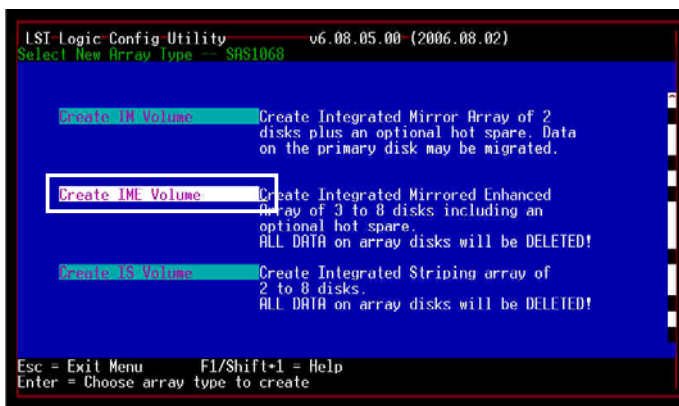 LSI Logic Config Utility v6.08.05.00 (2006.08.02)
Select New Array Type -- SAS1068
Create IM Volume Create Integrated Mirror Array of 2
disks plus an optional hot spare. Data
on the primary disk may be migrated.
Create IME Volume Create Integrated Mirrored Enhanced
Array of 3 to 8 disks including an
optional hot spare.
ALL DATA on array disks will be DELETED!
Create IS Volume Create Integrated Striping array of
2 to 8 disks.
ALL DATA on array disks will be DELETED!
Esc = Exit Menu F1/Shift+1 = Help
Enter = Choose array type to create